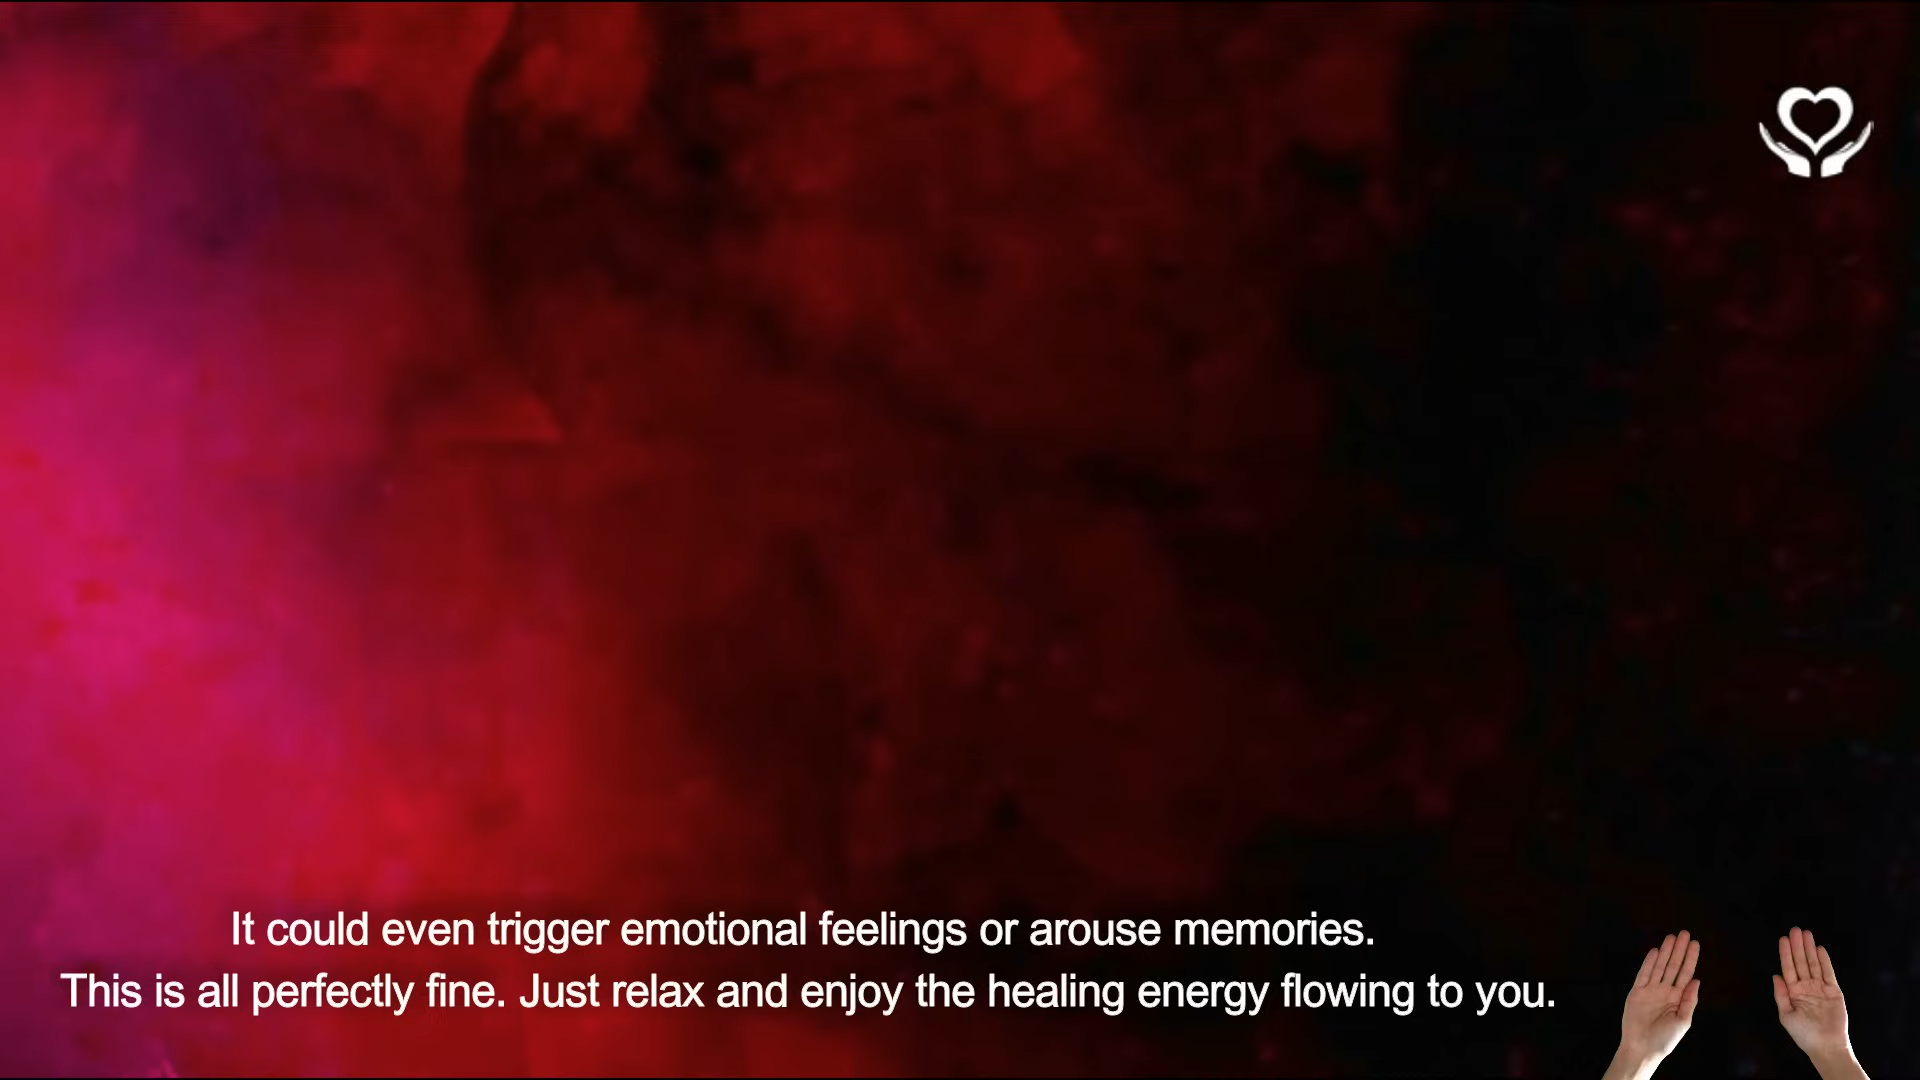 It could even trigger emotional feelings or arouse memories.
This is all perfectly fine. Just relax and enjoy the healing energy flowing to you.